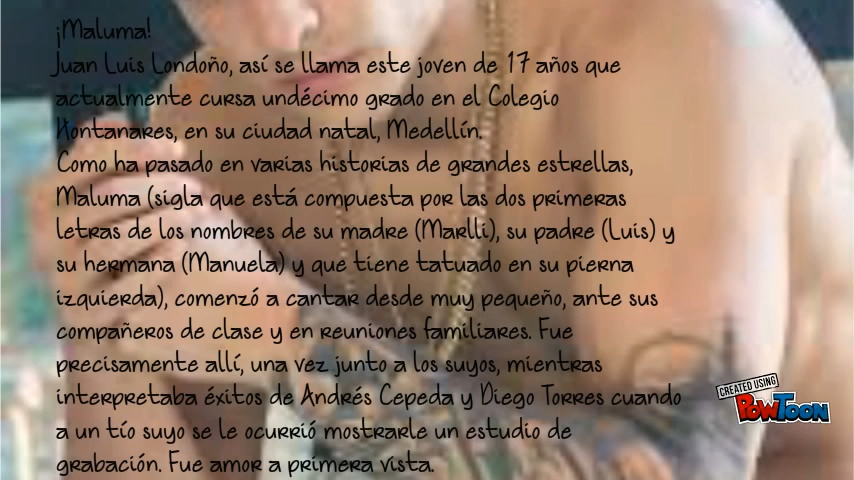 ¡Maluma!
Juan Luis Londoño, así se llama este joven de 17 años que
actualmente cursa undécimo grado en el Colegio
Hontanares, en su ciudad natal, Medellín.
Como ha pasado en varias historias de grandes estrellas,
Maluma (sigla que está compuesta por las dos primeras
letras de los nombres de su madre (Marlli), su padre (Luis) y
su hermana (Manuela) y que tiene tatuado en su pierna
izquierda), comenzó a cantar desde muy pequeño, ante sus
compañeros de clase y en reuniones familiares. Fue
precisamente allí, una vez junto a los suyos, mientras
interpretaba éxitos de Andrés Cepeda y Diego Torres cuando
a un tío suyo se le ocurrió mostrarle un estudio de
grabación. Fue amor a primera vista.
CREATED USING
POWTOON